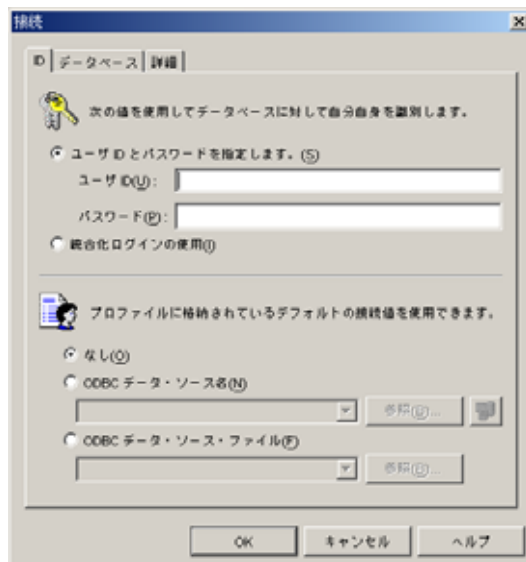 接続
ID データベース 詳細
次の値を使用してデータベースに対して自分自身を識別します。
ユーザ ID とパスワードを指定します。(S)
ユーザ ID(U):
パスワード(P):
統合化ログインの使用(I)
プロファイルに格納されているデフォルトの接続値を使用できます。
なし(O)
ODBC データ・ソース名(N)
参照(B)...
ODBC データ・ソース・ファイル(F)
参照(B)...
OK キャンセル ヘルプ